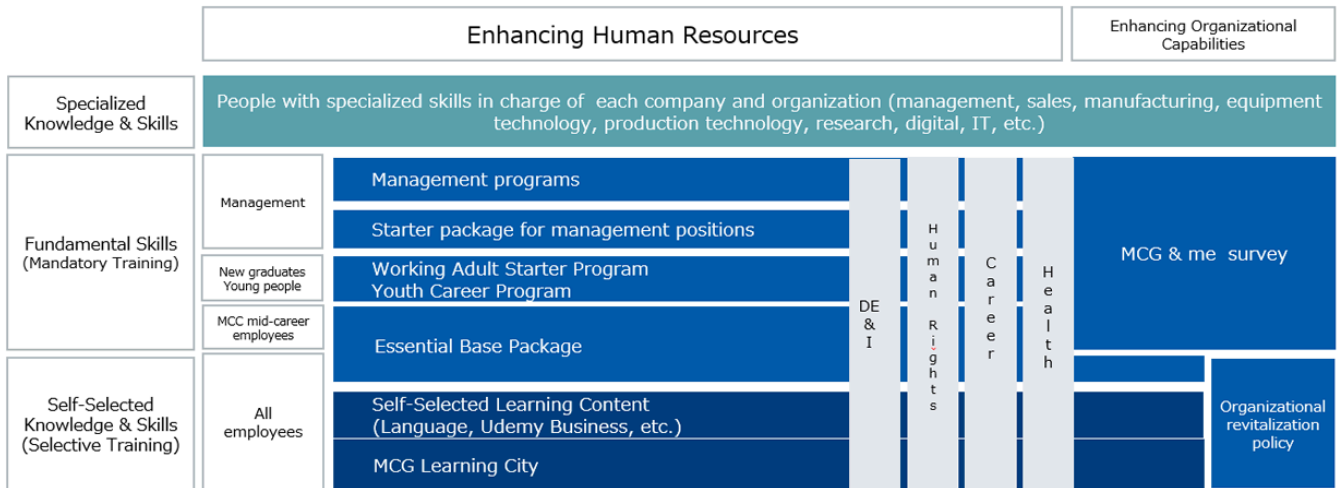 Enhancing Human Resources
Enhancing Organizational
Capabilities
Specialized
Knowledge & Skills
People with specialized skills in charge of each company and organization (management, sales, manufacturing, equipment
technology, production technology, research, digital, IT, etc.)
Fundamental Skills
(Mandatory Training)
Management
Management programs
Starter package for management positions
New graduates
Young people
Working Adult Starter Program
Youth Career Program
MCC mid-career
employees
Essential Base Package
DE
&
I
Human Rights
Career
Health
MCG & me survey
Self-Selected
Knowledge & Skills
(Selective Training)
All
employees
Self-Selected Learning Content
(Language, Udemy Business, etc.)
MCG Learning City
Organizational
revitalization
policy